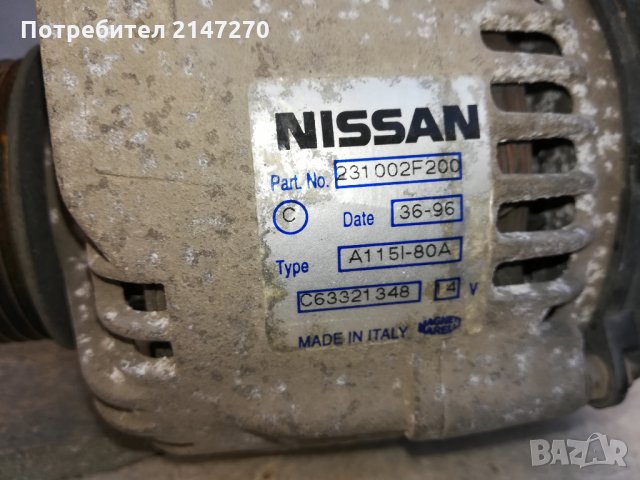 Потребител 2147270
NISSAN
Part. No. 231002F200
C Date 36-96
Type A115I-80A
C63321348 14 V
MADE IN ITALY MAGNETI MARELLI
BAZAR